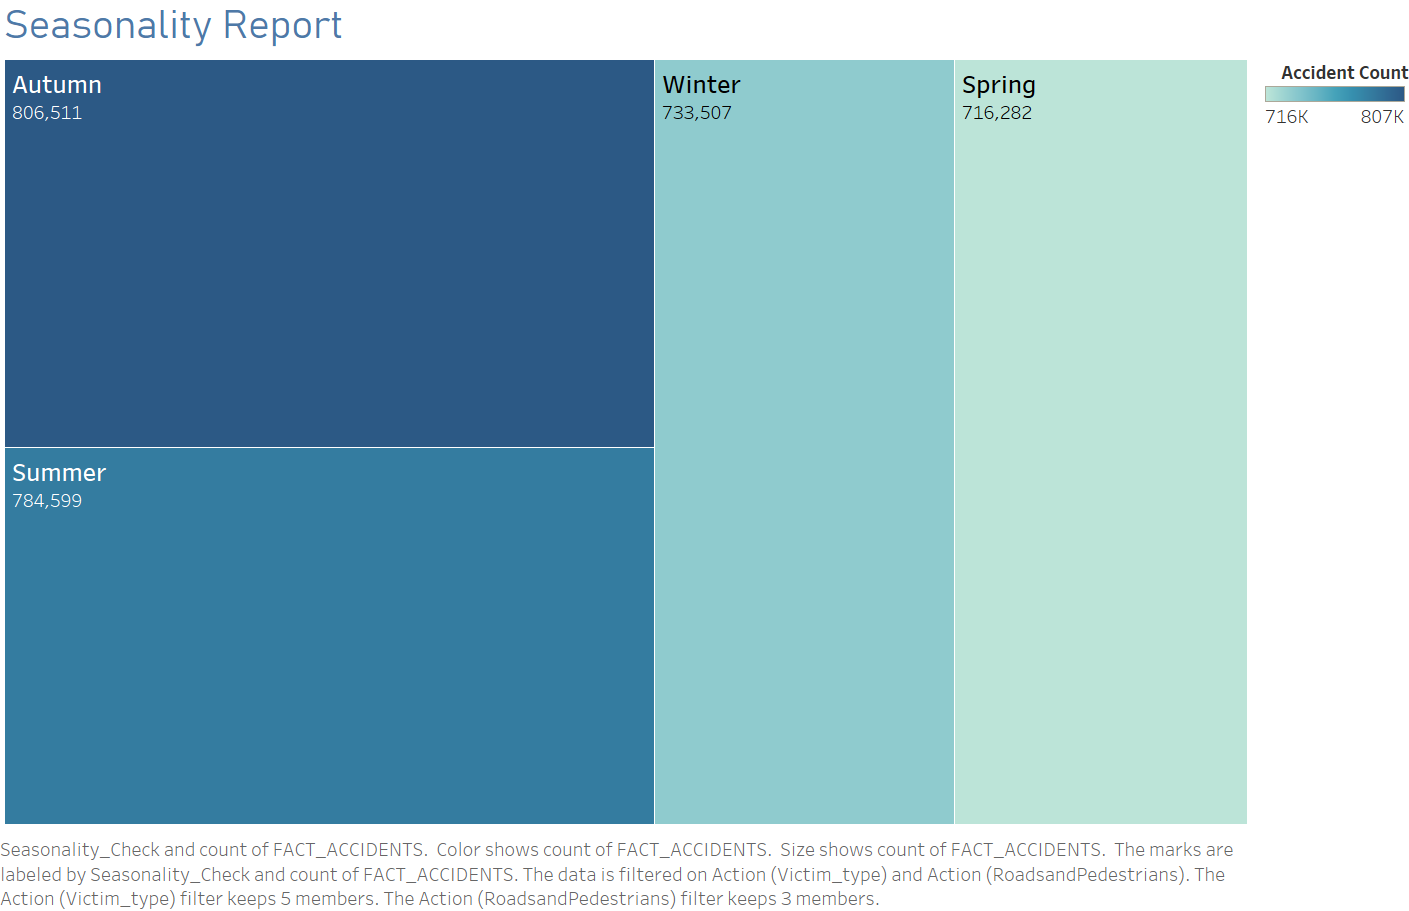 Seasonality Report
Autumn
806,511
Winter
733,507
Spring
716,282
Accident Count
716K 807K
Summer
784,599
Seasonality_Check and count of FACT_ACCIDENTS.  Color shows count of FACT_ACCIDENTS.  Size shows count of FACT_ACCIDENTS.  The marks are
labeled by Seasonality_Check and count of FACT_ACCIDENTS. The data is filtered on Action (Victim_type) and Action (RoadsandPedestrians). The
Action (Victim_type) filter keeps 5 members. The Action (RoadsandPedestrians) filter keeps 3 members.